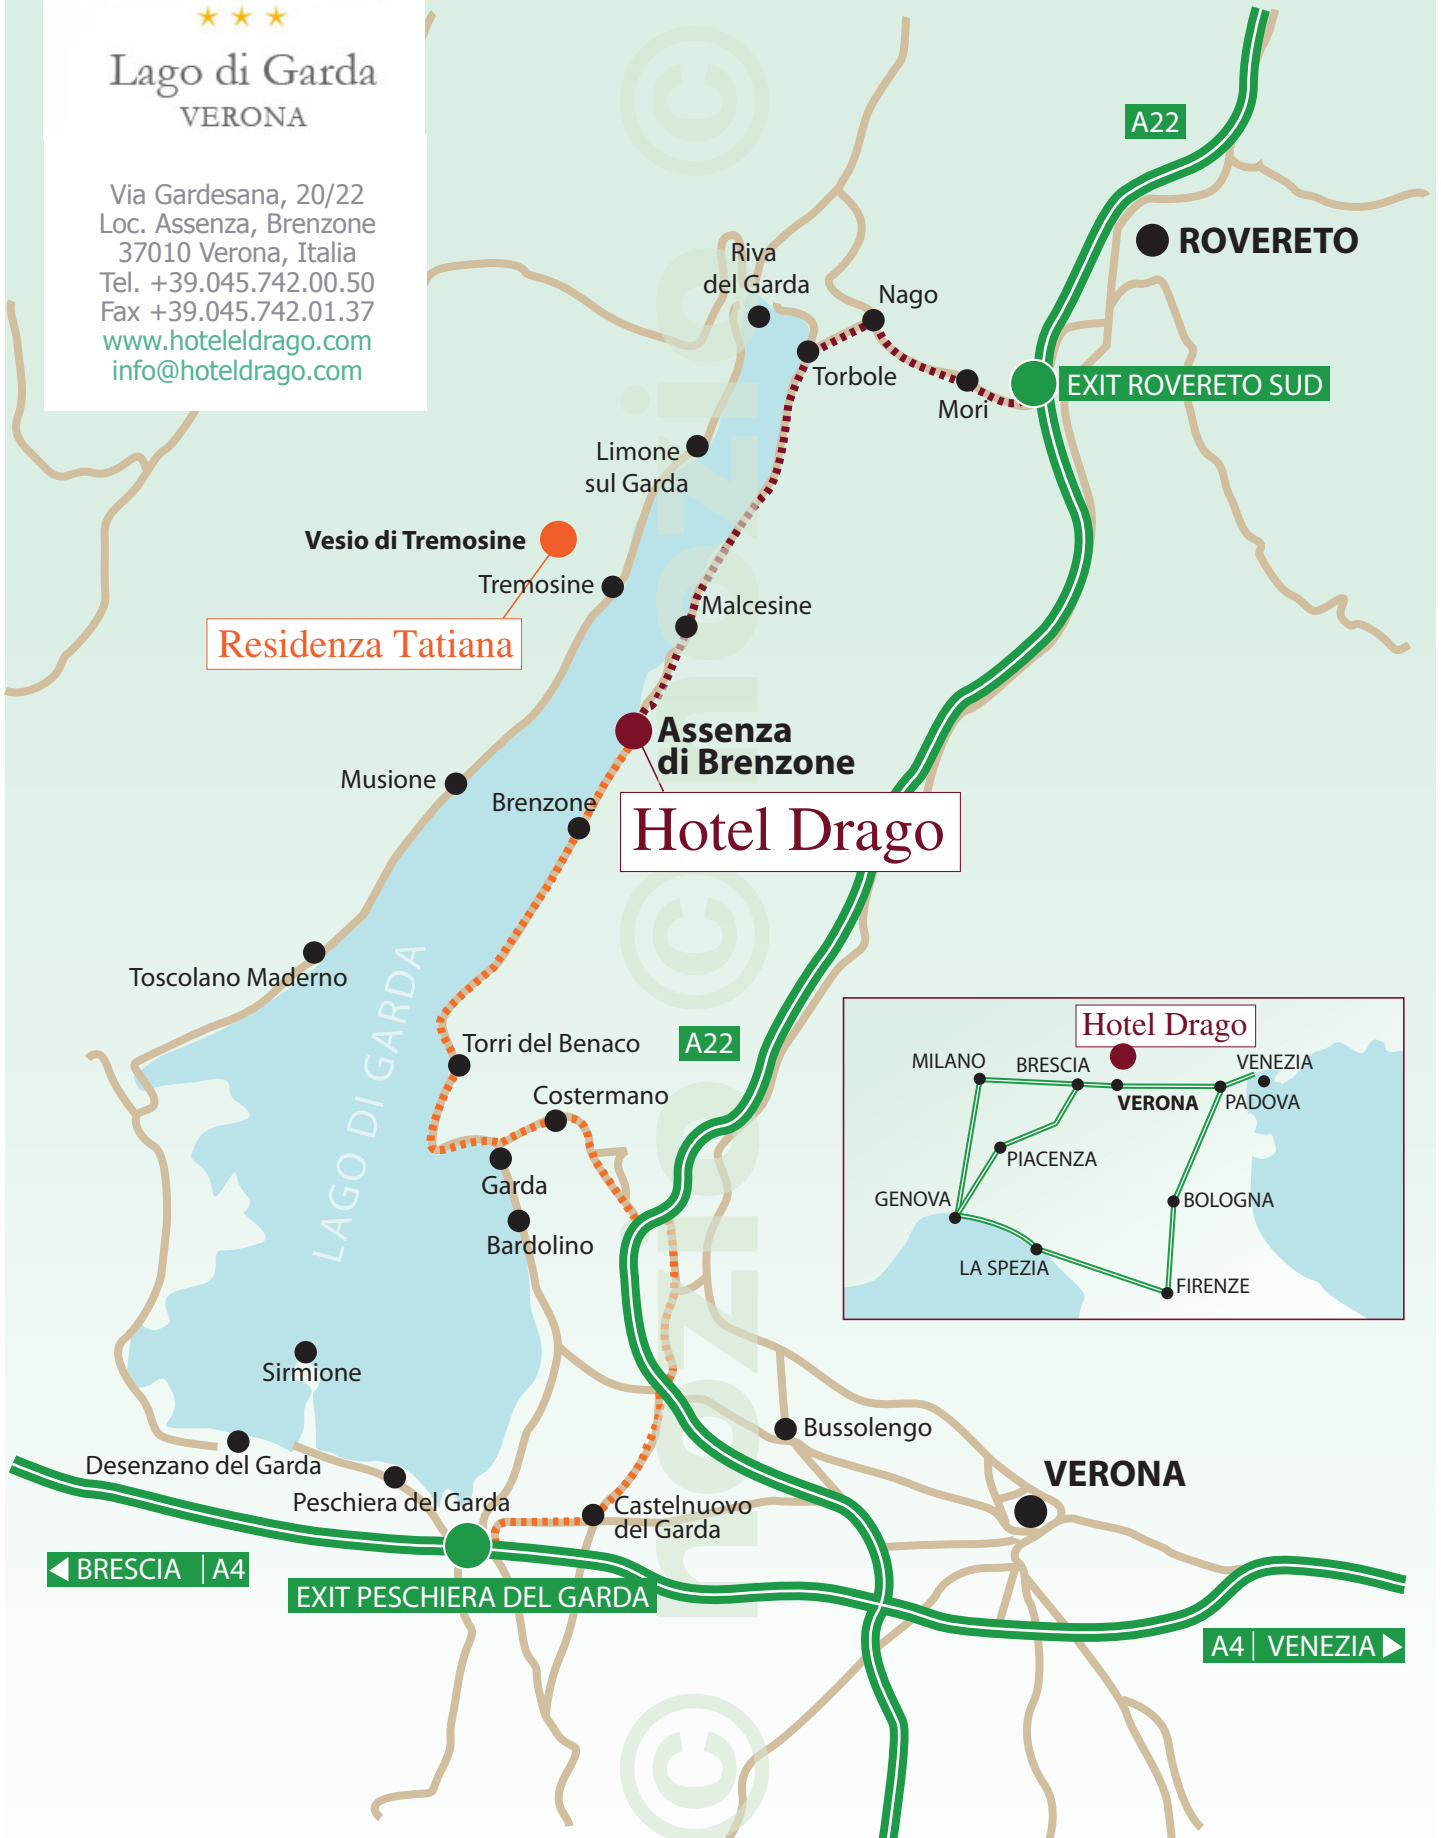 Lago di Garda
VERONA
Via Gardesana, 20/22
Loc. Assenza, Brenzone
37010 Verona, Italia
Tel. +39.045.742.00.50
Fax +39.045.742.01.37
www.hoteleldrago.com
info@hoteldrago.com
A22
ROVERETO
Riva
del Garda
Nago
Torbole
Mori
EXIT ROVERETO SUD
Limone
sul Garda
Vesio di Tremosine
Tremosine
Residenza Tatiana
Malcesine
Assenza
di Brenzone
Musione
Brenzone
Hotel Drago
Toscolano Maderno
LAGO DI GARDA
Torri del Benaco
A22
Costermano
Garda
Bardolino
Hotel Drago
MILANO
BRESCIA
VENEZIA
VERONA
PADOVA
PIACENZA
GENOVA
BOLOGNA
LA SPEZIA
FIRENZE
Sirmione
Bussolengo
Desenzano del Garda
Peschiera del Garda
Castelnuovo
del Garda
VERONA
BRESCIA | A4
EXIT PESCHIERA DEL GARDA
A4 | VENEZIA